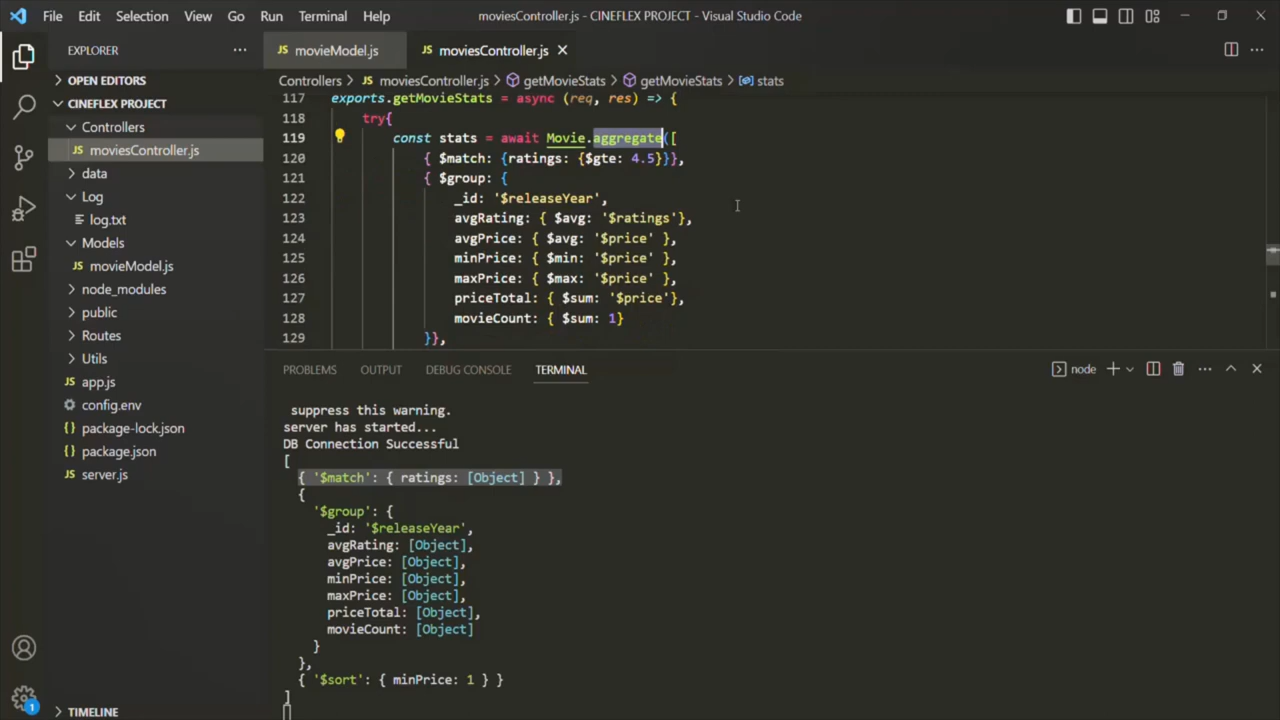 File Edit Selection View Go Run Terminal Help
moviesController.js - CINEFLEX PROJECT - Visual Studio Code
EXPLORER
OPEN EDITORS
CINEFLEX PROJECT
Controllers
JS moviesController.js
data
Log
log.txt
Models
JS movieModel.js
node_modules
public
Routes
Utils
JS app.js
config.env
{} package-lock.json
{} package.json
JS server.js
1
TIMELINE
JS movieModel.js JS moviesController.js
Controllers > JS moviesController.js > getMovieStats > getMovieStats > stats
117 exports.getMovieStats = async (req, res) => {
118 try{
119 const stats = await Movie.aggregate([
120 { $match: {ratings: {$gte: 4.5}}},
121 { $group: {
122 _id: '$releaseYear',
123 avgRating: { $avg: '$ratings'},
124 avgPrice: { $avg: '$price' },
125 minPrice: { $min: '$price' },
126 maxPrice: { $max: '$price' },
127 priceTotal: { $sum: '$price'},
128 movieCount: { $sum: 1}
129 }},
PROBLEMS OUTPUT DEBUG CONSOLE TERMINAL
node
suppress this warning.
server has started...
DB Connection Successful
[
{ '$match': { ratings: [Object] } },
{
'$group': {
_id: '$releaseYear',
avgRating: [Object],
avgPrice: [Object],
minPrice: [Object],
maxPrice: [Object],
priceTotal: [Object],
movieCount: [Object]
}
},
{ '$sort': { minPrice: 1 } }
]